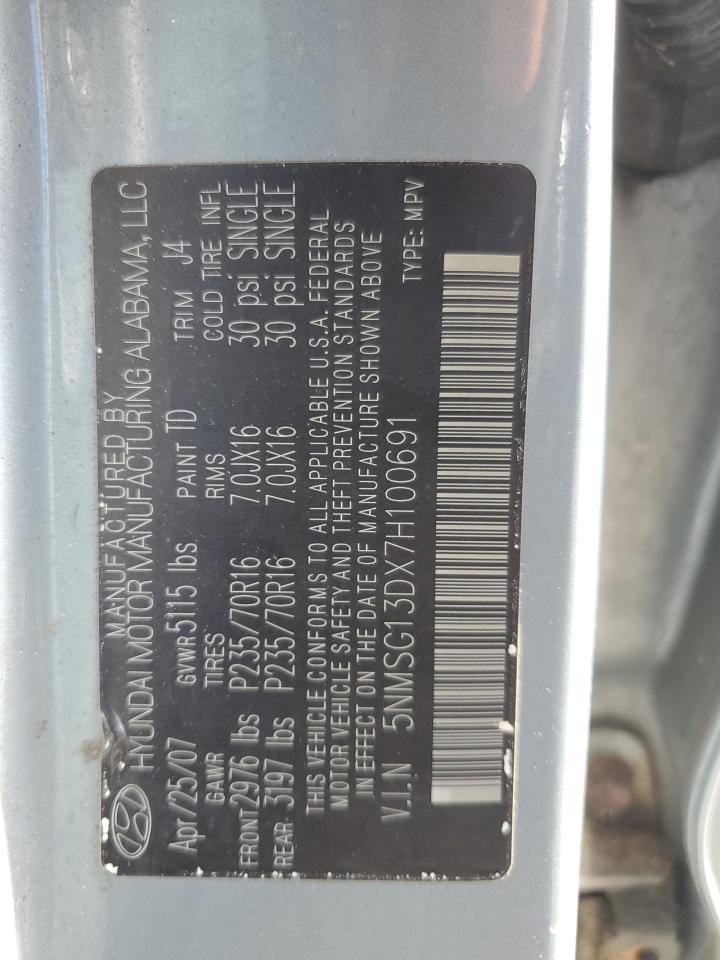 MANUFACTURED BY
HYUNDAI MOTOR MANUFACTURING ALABAMA, LLC
Apr/25/07 GVWR 5115 lbs PAINT TD TRIM J4
GAWR TIRES RIMS COLD TIRE INFL
FRONT 2976 lbs P235/70R16 7.0JX16 30 psi SINGLE
REAR 3197 lbs P235/70R16 7.0JX16 30 psi SINGLE
THIS VEHICLE CONFORMS TO ALL APPLICABLE U.S.A. FEDERAL
MOTOR VEHICLE SAFETY AND THEFT PREVENTION STANDARDS
IN EFFECT ON THE DATE OF MANUFACTURE SHOWN ABOVE
V.I.N 5NMSG13DX7H100691 TYPE: MPV